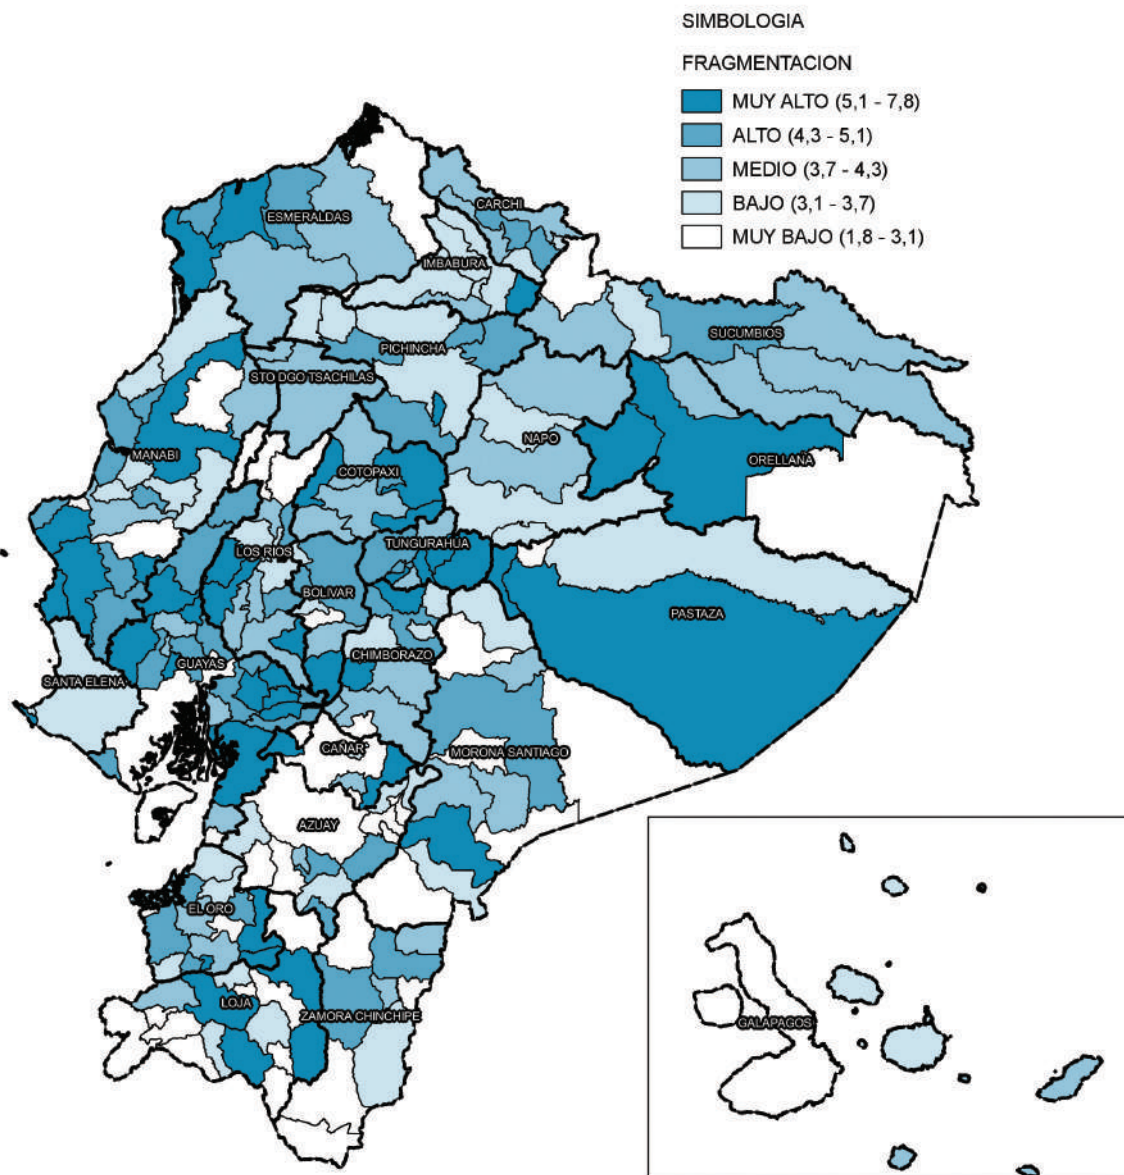 SIMBOLOGIA
FRAGMENTACION
MUY ALTO (5,1 - 7,8)
ALTO (4,3 - 5,1)
MEDIO (3,7 - 4,3)
BAJO (3,1 - 3,7)
MUY BAJO (1,8 - 3,1)
CARCHI
ESMERALDAS
IMBABURA
SUCUMBIOS
PICHINCHA
STO DGO TSACHILAS
NAPO
MANABI
ORELLAÑA
COTOPAXI
TUNGURAHUA
LOS RIOS
BOLIVAR
PASTAZA
CHIMBORAZO
GUAYAS
SANTA ELENA
CAÑAR
MORONA SANTIAGO
AZUAY
EL ORO
LOJA
ZAMORA CHINCHIPE
GALAPAGOS